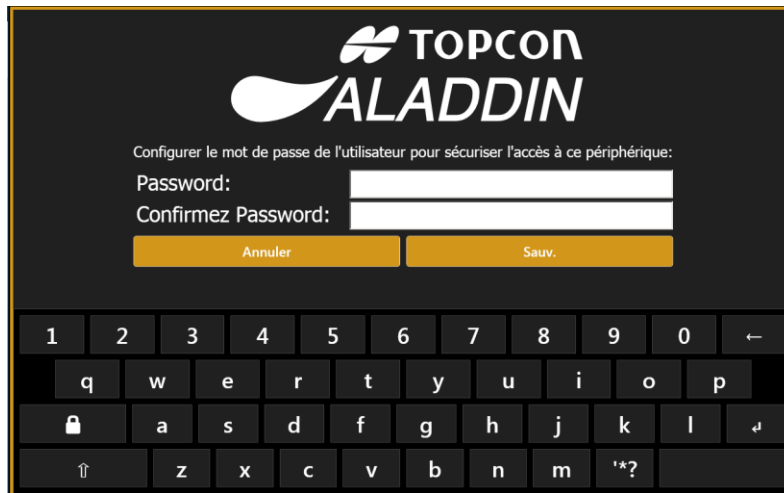 TOPCON
ALADDIN
Configurer le mot de passe de l'utilisateur pour sécuriser l'accès à ce périphérique:
Password:
Confirmez Password:
Annuler Sauv.
1 2 3 4 5 6 7 8 9 0 ←
q w e r t y u i o p
a s d f g h j k l ↲
⇧ z x c v b n m '*?